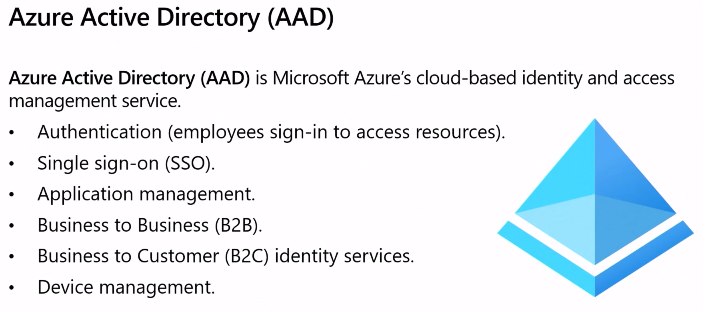 Azure Active Directory (AAD)
Azure Active Directory (AAD) is Microsoft Azure's cloud-based identity and access
management service.
• Authentication (employees sign-in to access resources).
• Single sign-on (SSO).
• Application management.
• Business to Business (B2B).
• Business to Customer (B2C) identity services.
• Device management.